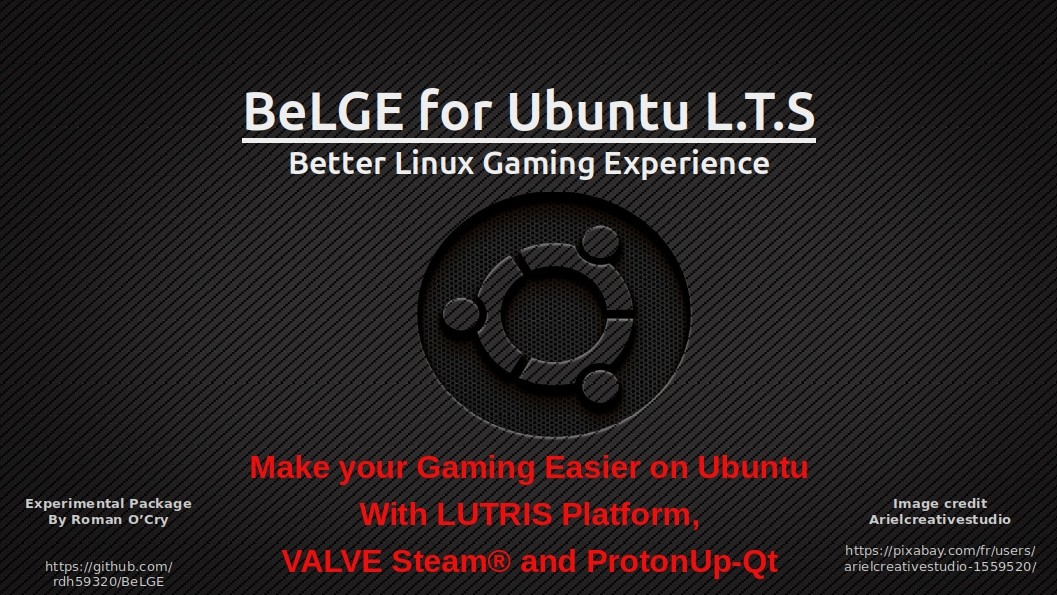 BeLGE for Ubuntu L.T.S
Better Linux Gaming Experience
Make your Gaming Easier on Ubuntu
With LUTRIS Platform,
VALVE Steam® and ProtonUp-Qt
Experimental Package
By Roman O’Cry
https://github.com/
rdh59320/BeLGE
Image credit
Arielcreativestudio
https://pixabay.com/fr/users/
arielcreativestudio-1559520/